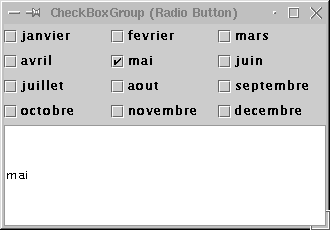 CheckBoxGroup (Radio Button)
janvier fevrier mars
avril mai juin
juillet aout septembre
octobre novembre decembre
mai